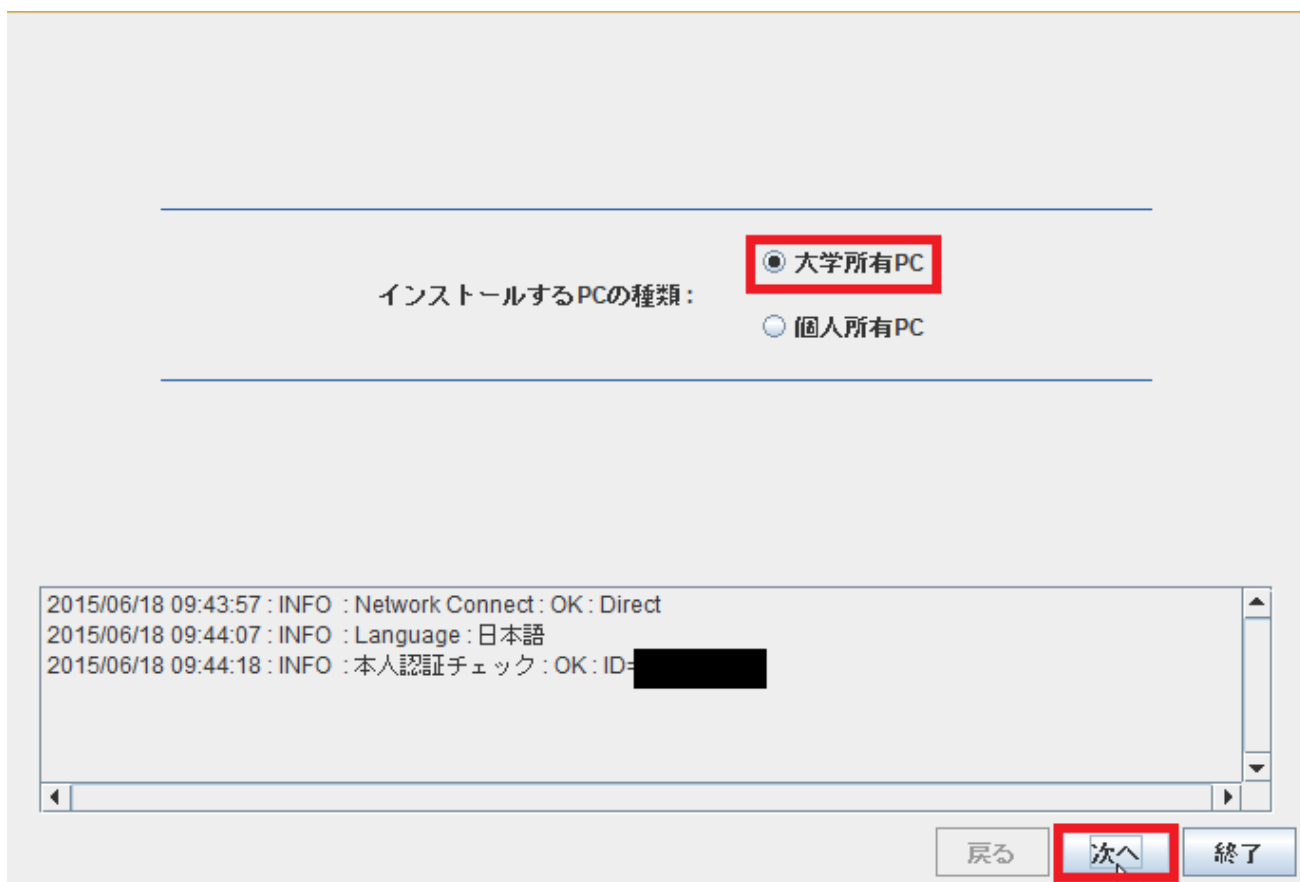 大学所有PC
インストールするPCの種類:
個人所有PC
2015/06/18 09:43:57 : INFO : Network Connect : OK : Direct
2015/06/18 09:44:07 : INFO : Language : 日本語
2015/06/18 09:44:18 : INFO : 本人認証チェック : OK : ID=
戻る 次へ 終了